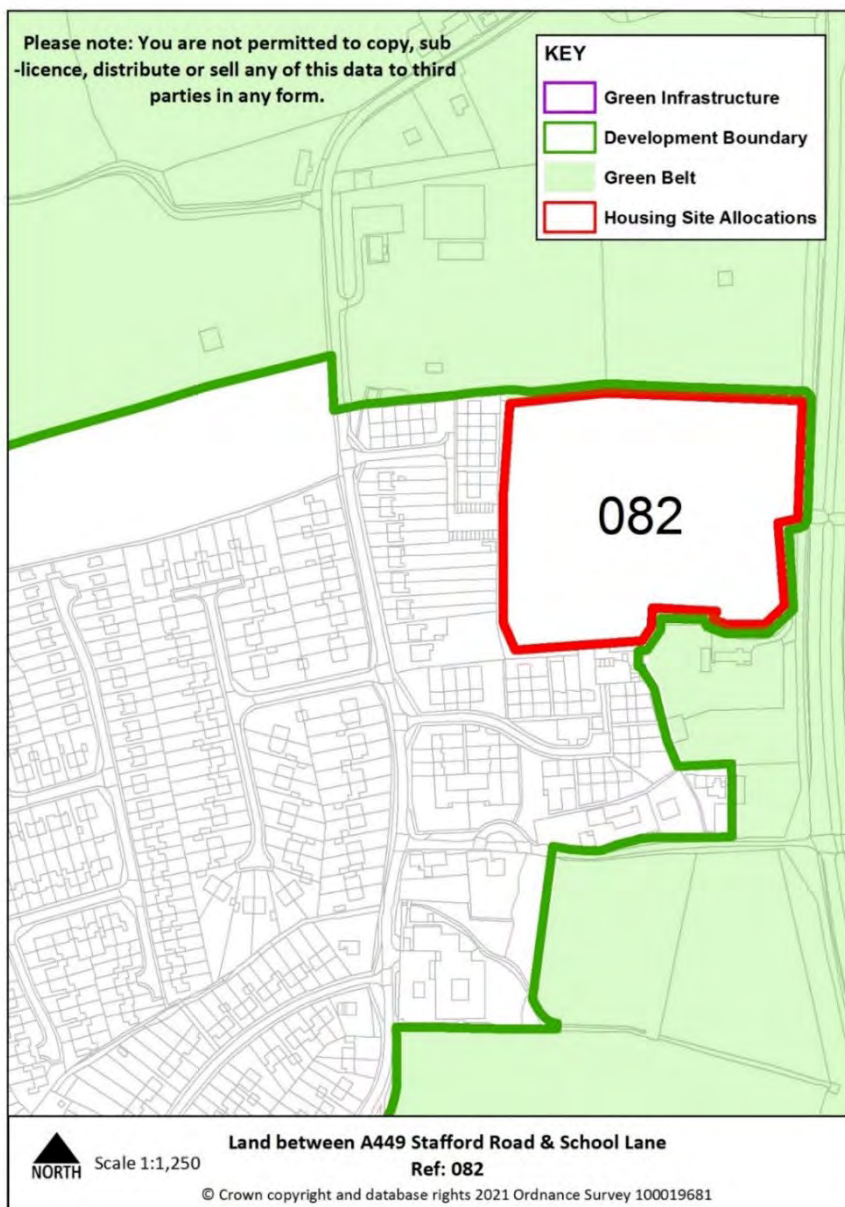 Please note: You are not permitted to copy, sub
-licence, distribute or sell any of this data to third
parties in any form.
KEY
Green Infrastructure
Development Boundary
Green Belt
Housing Site Allocations
082
NORTH
Scale 1:1,250
Land between A449 Stafford Road & School Lane
Ref: 082
© Crown copyright and database rights 2021 Ordnance Survey 100019681